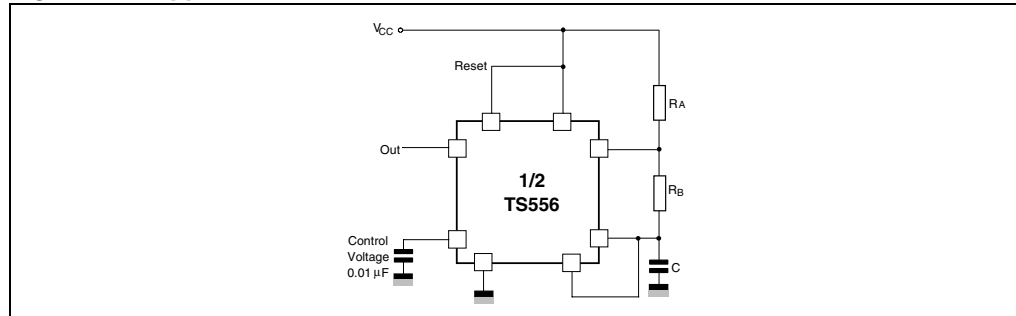 VCC
Reset
RA
Out
1/2
TS556
RB
Control
Voltage
0.01 µF
C